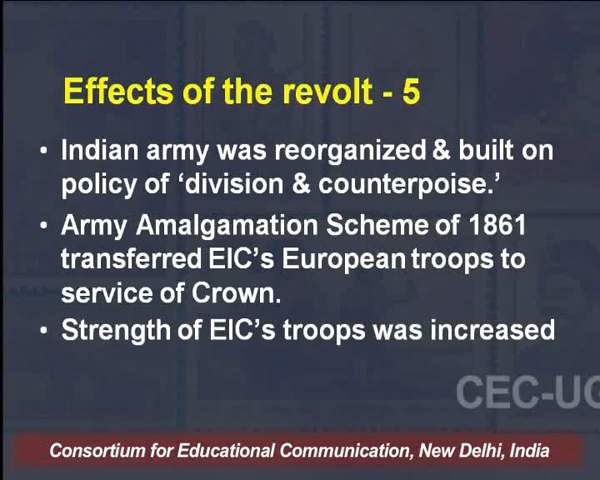 Effects of the revolt - 5
• Indian army was reorganized & built on
policy of ‘division & counterpoise.’
• Army Amalgamation Scheme of 1861
transferred EIC’s European troops to
service of Crown.
• Strength of EIC’s troops was increased
CEC-UG
Consortium for Educational Communication, New Delhi, India